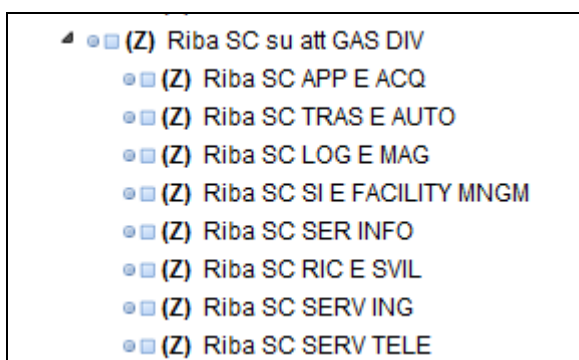 (Z) Riba SC su att GAS DIV
(Z) Riba SC APP E ACQ
(Z) Riba SC TRAS E AUTO
(Z) Riba SC LOG E MAG
(Z) Riba SC SI E FACILITY MNGM
(Z) Riba SC SER INFO
(Z) Riba SC RIC E SVIL
(Z) Riba SC SERV ING
(Z) Riba SC SERV TELE